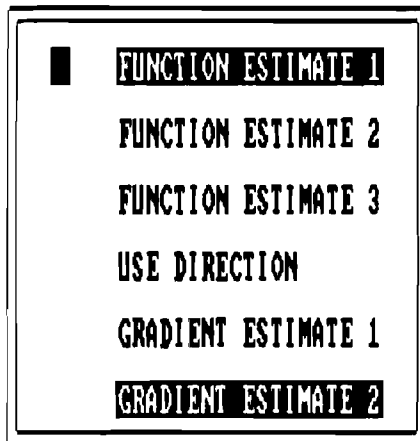 FUNCTION ESTIMATE 1
FUNCTION ESTIMATE 2
FUNCTION ESTIMATE 3
USE DIRECTION
GRADIENT ESTIMATE 1
GRADIENT ESTIMATE 2